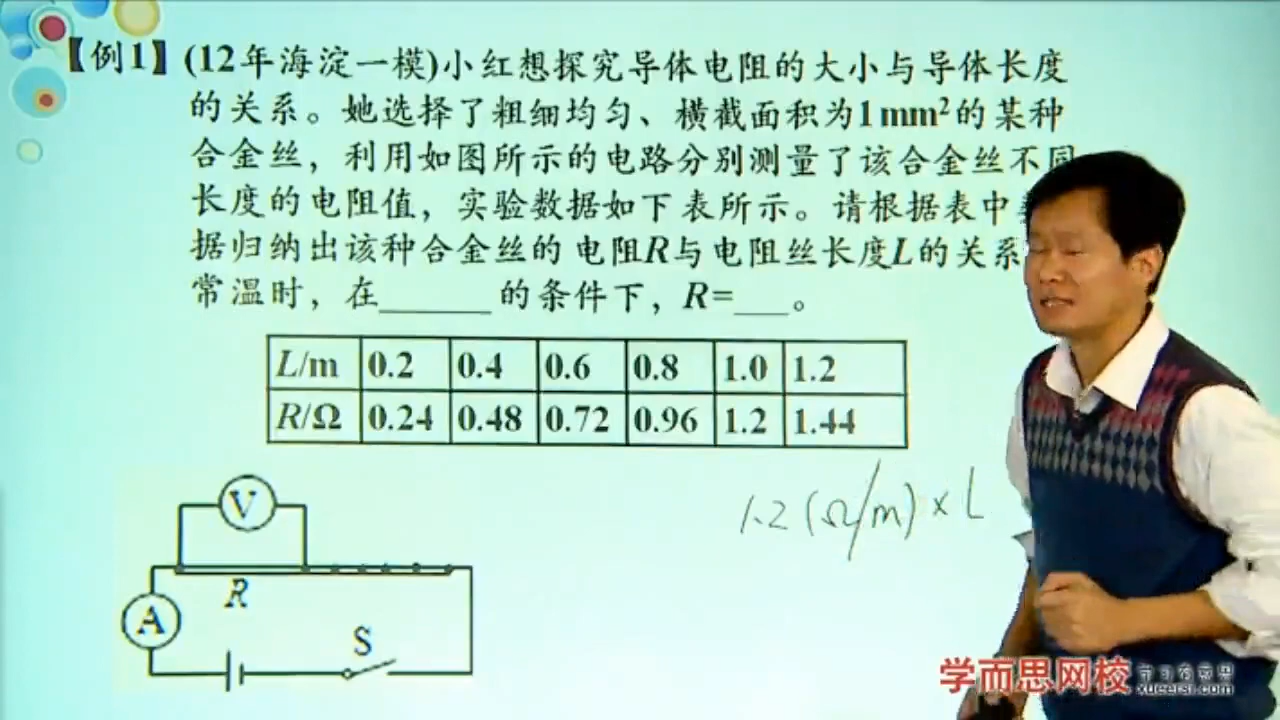 【例1】(12年海淀一模)小红想探究导体电阻的大小与导体长度
的关系。她选择了粗细均匀、横截面积为1mm²的某种
合金丝，利用如图所示的电路分别测量了该合金丝不同
长度的电阻值，实验数据如下表所示。请根据表中
据归纳出该种合金丝的电阻R与电阻丝长度L的关系
常温时，在______的条件下，R=___。
L/m 0.2 0.4 0.6 0.8 1.0 1.2
R/Ω 0.24 0.48 0.72 0.96 1.2 1.44
1.2(Ω/m)×L
V
R
A
S
学而思网校
xueersi.com